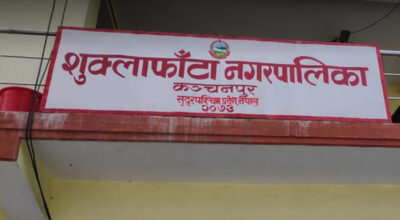 शुक्लाफाँटा नगरपालिका
कञ्चनपुर
सुदूरपश्चिम प्रदेश, नेपाल
२०७३